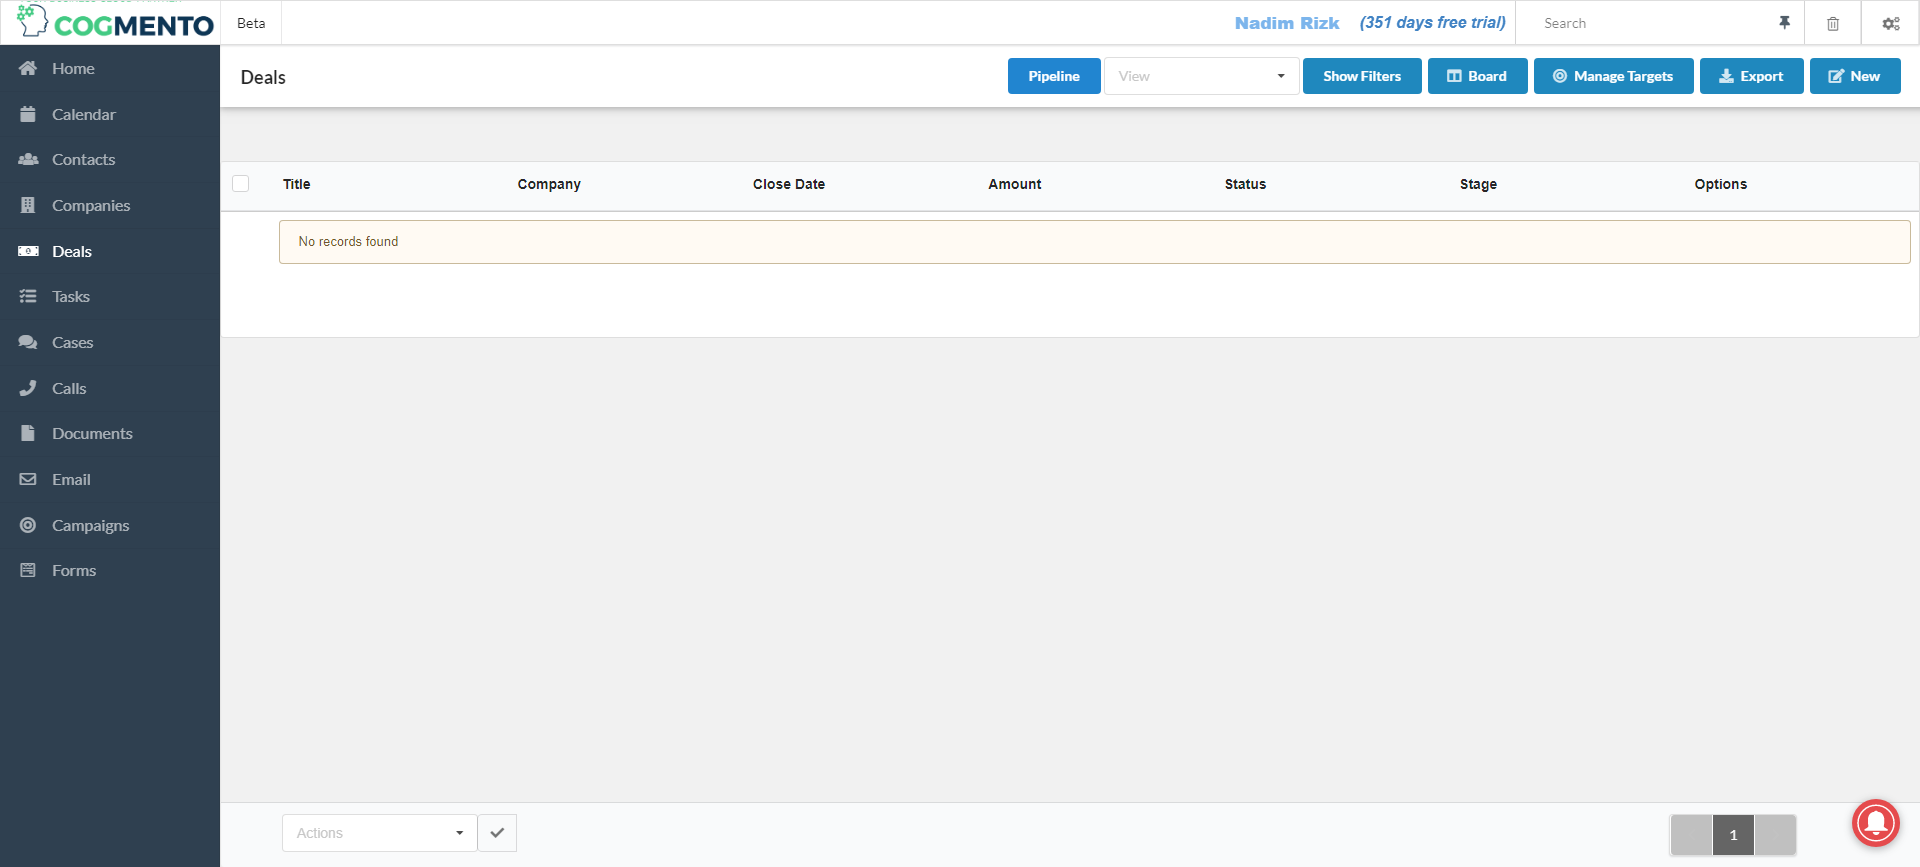 COGMENTO
Beta
Nadim Rizk
(351 days free trial)
Search
Deals
Pipeline
View
Show Filters
Board
Manage Targets
Export
New
Home
Calendar
Contacts
Companies
Deals
Tasks
Cases
Calls
Documents
Email
Campaigns
Forms
Title
Company
Close Date
Amount
Status
Stage
Options
No records found
Actions
1